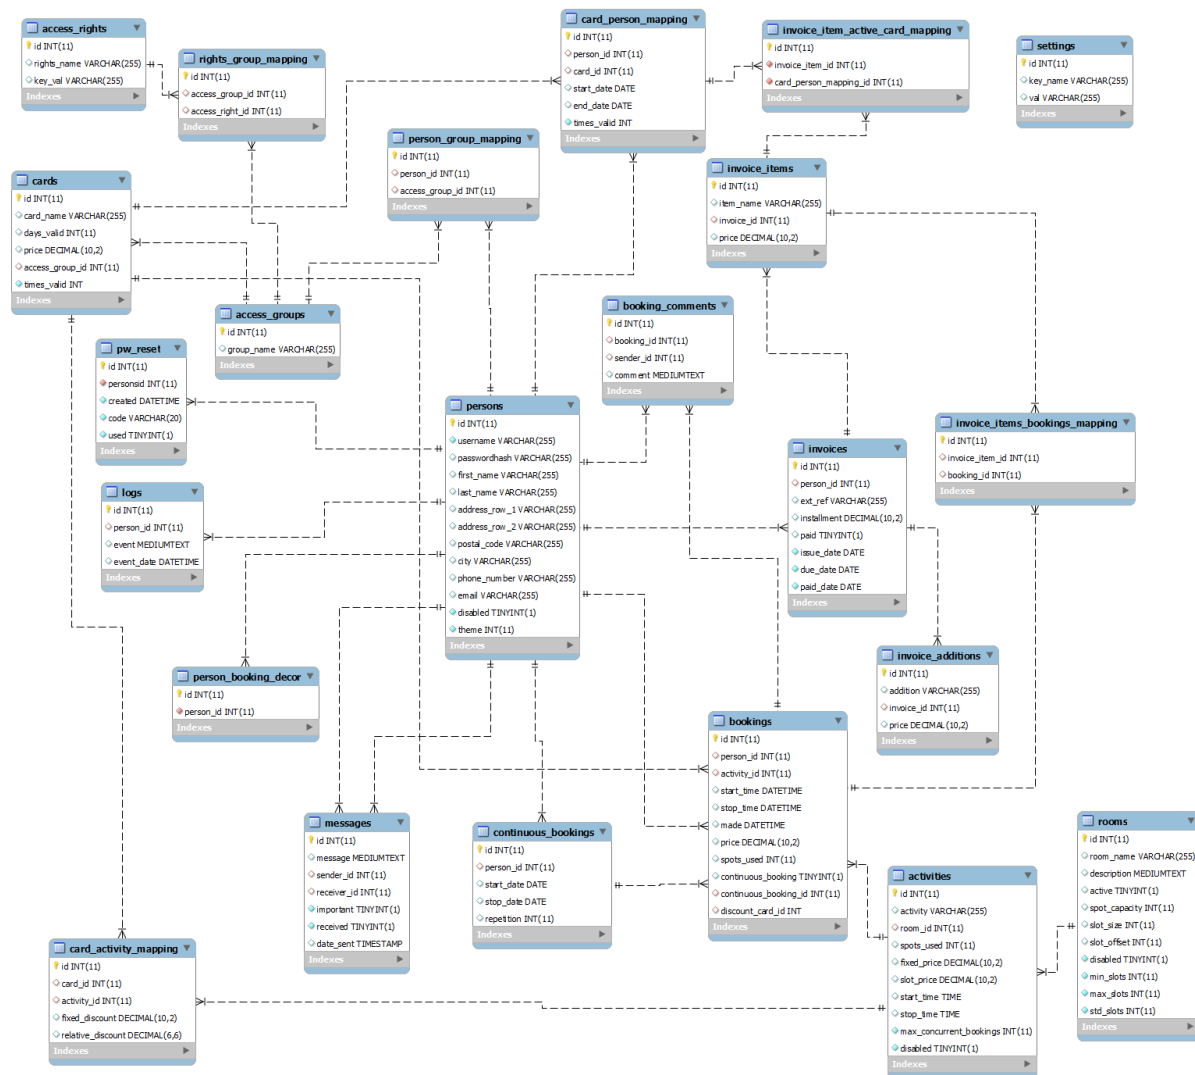 access_rights
id INT(11)
rights_name VARCHAR(255)
key_val VARCHAR(255)
Indexes
rights_group_mapping
id INT(11)
access_group_id INT(11)
access_right_id INT(11)
Indexes
card_person_mapping
id INT(11)
person_id INT(11)
card_id INT(11)
start_date DATE
end_date DATE
times_valid INT
Indexes
invoice_item_active_card_mapping
id INT(11)
invoice_item_id INT(11)
card_person_mapping_id INT(11)
Indexes
settings
id INT(11)
key_name VARCHAR(255)
val VARCHAR(255)
Indexes
person_group_mapping
id INT(11)
person_id INT(11)
access_group_id INT(11)
Indexes
cards
id INT(11)
card_name VARCHAR(255)
days_valid INT(11)
price DECIMAL(10,2)
access_group_id INT(11)
times_valid INT
Indexes
invoice_items
id INT(11)
item_name VARCHAR(255)
invoice_id INT(11)
price DECIMAL(10,2)
Indexes
access_groups
id INT(11)
group_name VARCHAR(255)
Indexes
booking_comments
id INT(11)
booking_id INT(11)
sender_id INT(11)
comment MEDIUMTEXT
Indexes
pw_reset
id INT(11)
personsid INT(11)
created DATETIME
code VARCHAR(20)
used TINYINT(1)
Indexes
persons
id INT(11)
username VARCHAR(255)
passwordhash VARCHAR(255)
first_name VARCHAR(255)
last_name VARCHAR(255)
address_row_1 VARCHAR(255)
address_row_2 VARCHAR(255)
postal_code VARCHAR(255)
city VARCHAR(255)
phone_number VARCHAR(255)
email VARCHAR(255)
disabled TINYINT(1)
theme INT(11)
Indexes
invoice_items_bookings_mapping
id INT(11)
invoice_item_id INT(11)
booking_id INT(11)
Indexes
invoices
id INT(11)
person_id INT(11)
ext_ref VARCHAR(255)
installment DECIMAL(10,2)
paid TINYINT(1)
issue_date DATE
due_date DATE
paid_date DATE
Indexes
logs
id INT(11)
person_id INT(11)
event MEDIUMTEXT
event_date DATETIME
Indexes
invoice_additions
id INT(11)
addition VARCHAR(255)
invoice_id INT(11)
price DECIMAL(10,2)
Indexes
person_booking_decor
id INT(11)
person_id INT(11)
Indexes
bookings
id INT(11)
person_id INT(11)
activity_id INT(11)
start_time DATETIME
stop_time DATETIME
made DATETIME
price DECIMAL(10,2)
spots_used INT(11)
continuous_booking TINYINT(1)
continuous_booking_id INT(11)
discount_card_id INT
Indexes
messages
id INT(11)
message MEDIUMTEXT
sender_id INT(11)
receiver_id INT(11)
important TINYINT(1)
received TINYINT(1)
date_sent TIMESTAMP
Indexes
continuous_bookings
id INT(11)
person_id INT(11)
start_date DATE
stop_date DATE
repetition INT(11)
Indexes
rooms
id INT(11)
room_name VARCHAR(255)
description MEDIUMTEXT
active TINYINT(1)
spot_capacity INT(11)
slot_size INT(11)
slot_offset INT(11)
disabled TINYINT(1)
min_slots INT(11)
max_slots INT(11)
std_slots INT(11)
Indexes
activities
id INT(11)
activity VARCHAR(255)
room_id INT(11)
spots_used INT(11)
fixed_price DECIMAL(10,2)
slot_price DECIMAL(10,2)
start_time TIME
stop_time TIME
max_concurrent_bookings INT(11)
disabled TINYINT(1)
Indexes
card_activity_mapping
id INT(11)
card_id INT(11)
activity_id INT(11)
fixed_discount DECIMAL(10,2)
relative_discount DECIMAL(6,6)
Indexes